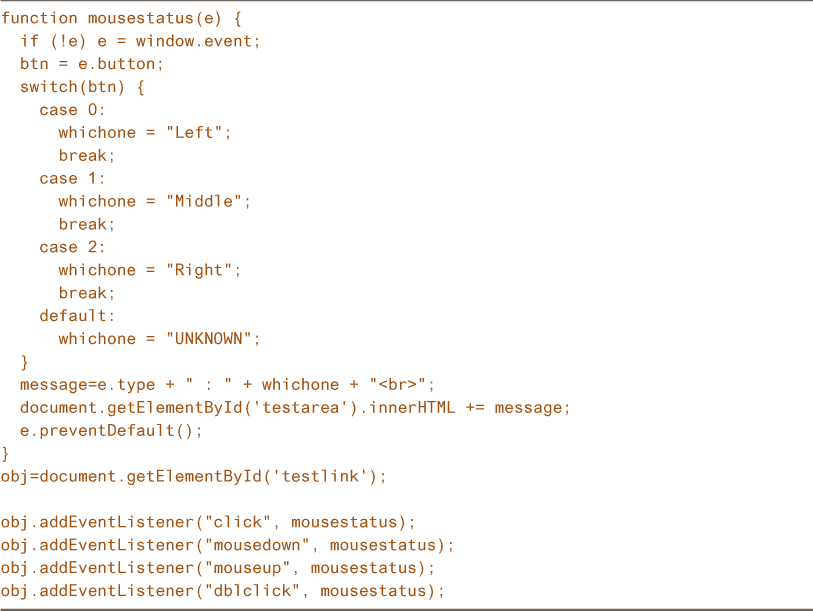 function mousestatus(e) {
  if (!e) e = window.event;
  btn = e.button;
  switch(btn) {
    case 0:
      whichone = "Left";
      break;
    case 1:
      whichone = "Middle";
      break;
    case 2:
      whichone = "Right";
      break;
    default:
      whichone = "UNKNOWN";
  }
  message=e.type + " : " + whichone + "<br>";
  document.getElementById('testarea').innerHTML += message;
  e.preventDefault();
}
obj=document.getElementById('testlink');

obj.addEventListener("click", mousestatus);
obj.addEventListener("mousedown", mousestatus);
obj.addEventListener("mouseup", mousestatus);
obj.addEventListener("dblclick", mousestatus);